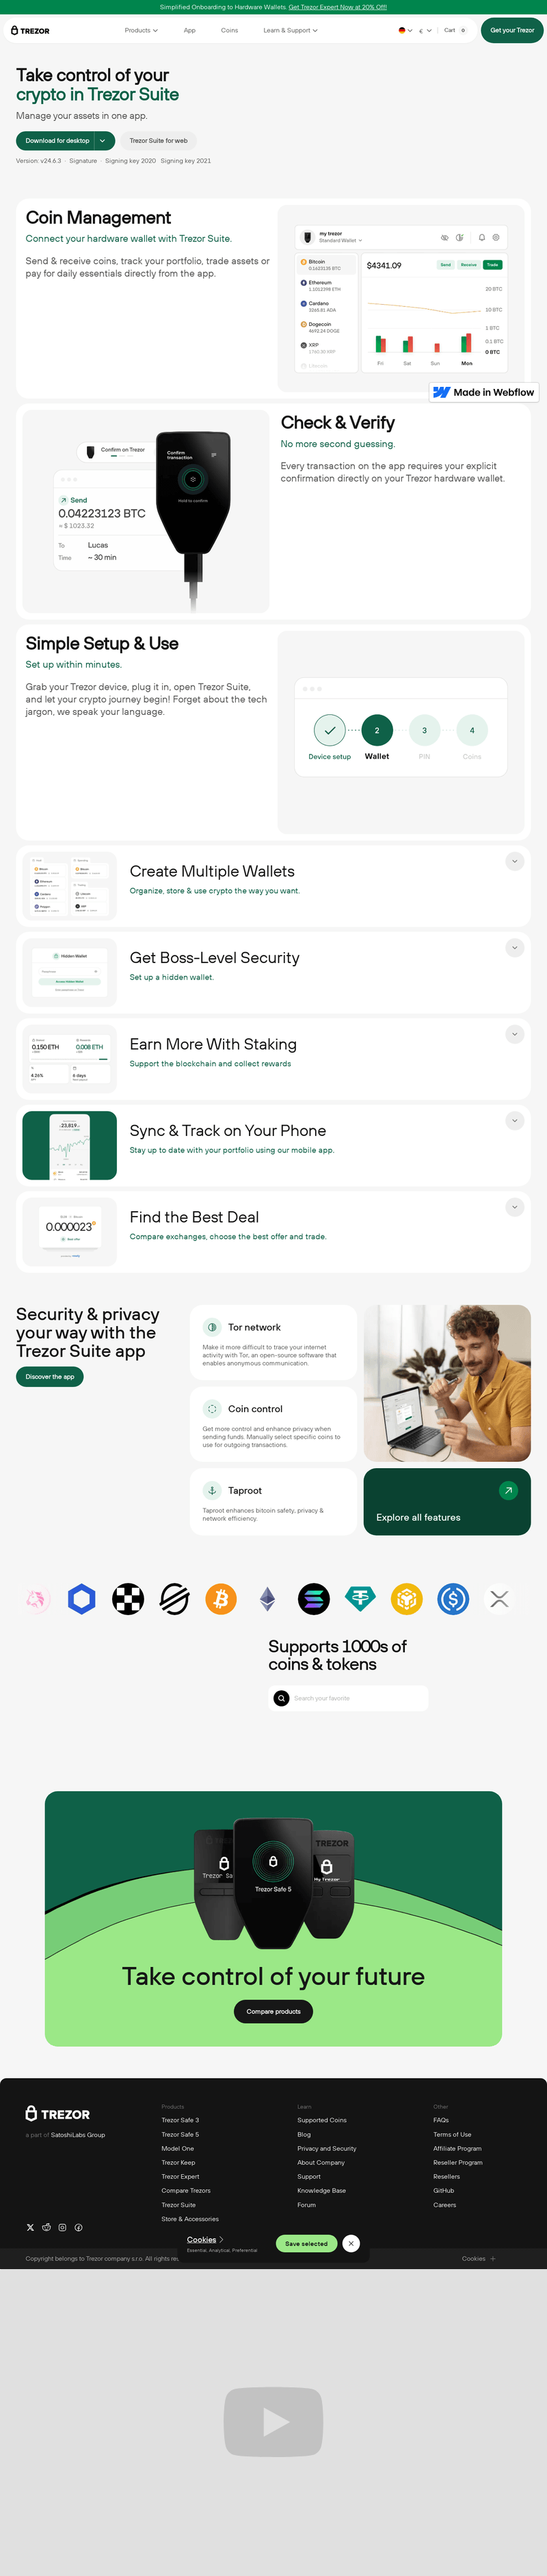 Simplified Onboarding to Hardware Wallets Get Trezor Expert Now at 20% Off!
TREZOR
Products
App
Coins
Learn & Support
€
Cart 0
Get your Trezor
Take control of your
crypto in Trezor Suite
Manage your assets in one app.
Download for desktop
Trezor Suite for web
Version: v24.6.3 · Signature · Signing key 2020 Signing key 2021
Coin Management
Connect your hardware wallet with Trezor Suite.
Send & receive coins, track your portfolio, trade assets or
pay for daily essentials directly from the app.
my trezor
Standard Wallet
Bitcoin
0.1623135 BTC
Ethereum
1.1012398 ETH
Cardano
3265.81 ADA
Dogecoin
4692.24 DOGE
XRP
Litecoin
$4341.09
Send
Receive
Trade
20 BTC
10 BTC
1 BTC
0.1 BTC
0 BTC
Fri
Sat
Sun
Mon
Made in Webflow
Confirm on Trezor
Send
0.04223123 BTC
≈ $ 1023.32
To Lucas
Time ~ 30 min
Confirm
transaction
Hold to confirm
Check & Verify
No more second guessing.
Every transaction on the app requires your explicit
confirmation directly on your Trezor hardware wallet.
Simple Setup & Use
Set up within minutes.
Grab your Trezor device, plug it in, open Trezor Suite,
and let your crypto journey begin! Forget about the tech
jargon, we speak your language.
2
3
4
Device setup
Wallet
PIN
Coins
Create Multiple Wallets
Organize, store & use crypto the way you want.
Hidden Wallet
Get Boss-Level Security
Set up a hidden wallet.
0.150 ETH
0.008 ETH
4.26%
6 days
Earn More With Staking
Support the blockchain and collect rewards
23,819
Sync & Track on Your Phone
Stay up to date with your portfolio using our mobile app.
0.000023
Find the Best Deal
Compare exchanges, choose the best offer and trade.
Security & privacy
your way with the
Trezor Suite app
Discover the app
Tor network
Make it more difficult to trace your internet
activity with Tor, an open-source software that
enables anonymous communication.
Coin control
Get more control and enhance privacy when
sending funds. Manually select specific coins to
use for outgoing transactions.
Taproot
Taproot enhances bitcoin safety, privacy &
network efficiency.
Explore all features
Supports 1000s of
coins & tokens
Search your favorite
TREZOR
Trezor Sa
My Trezor
Trezor Safe 5
Take control of your future
Compare products
TREZOR
a part of SatoshiLabs Group
Products
Trezor Safe 3
Trezor Safe 5
Model One
Trezor Keep
Trezor Expert
Compare Trezors
Trezor Suite
Store & Accessories
Learn
Supported Coins
Blog
Privacy and Security
About Company
Support
Knowledge Base
Forum
Other
FAQs
Terms of Use
Affiliate Program
Reseller Program
Resellers
GitHub
Careers
Cookies
Essential, Analytical, Preferential
Save selected
Copyright belongs to Trezor company s.r.o. All rights
Cookies